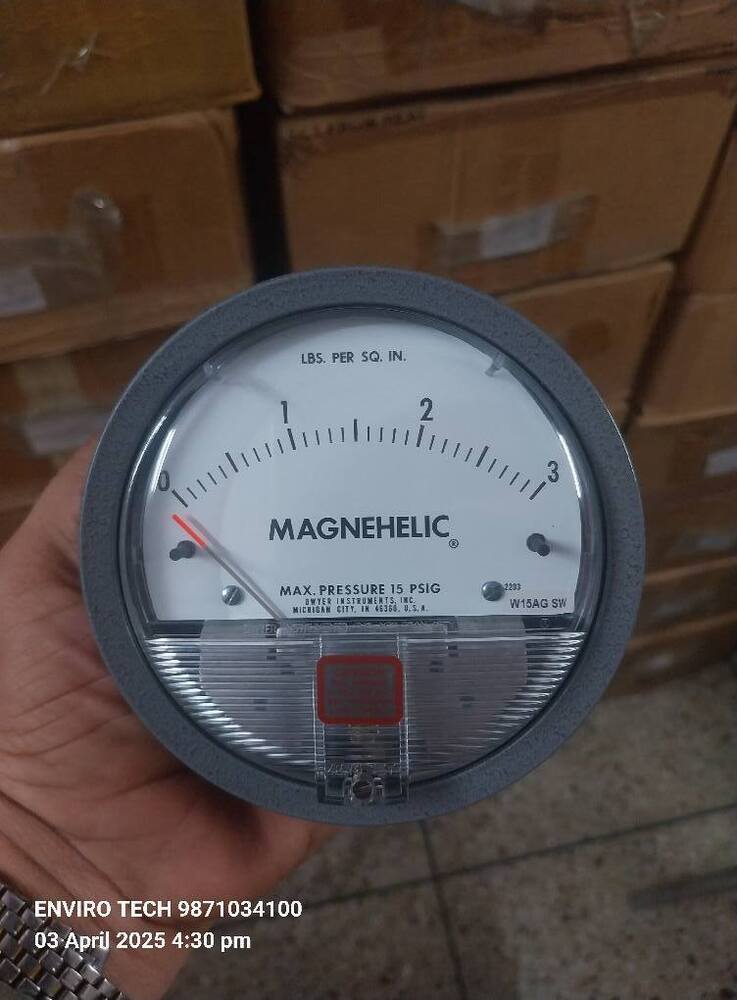 LBS. PER SQ. IN.
0 1 2 3
MAGNEHELIC®
MAX. PRESSURE 15 PSIG
DWYER INSTRUMENTS, INC.
MICHIGAN CITY, IN 46360, U.S.A.
2203
W15AG SW
ENVIRO TECH 9871034100
03 April 2025 4:30 pm